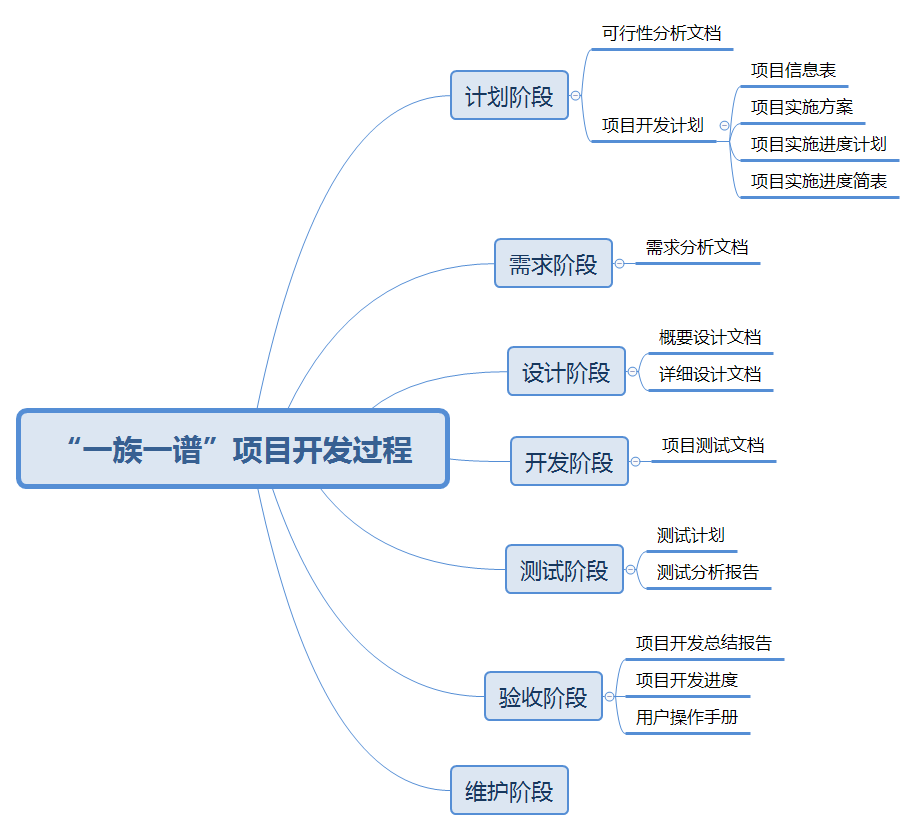 可行性分析文档
项目信息表
计划阶段
项目实施方案
项目开发计划
项目实施进度计划
项目实施进度简表
需求阶段
需求分析文档
设计阶段
概要设计文档
详细设计文档
“一族一谱”项目开发过程
开发阶段
项目测试文档
测试阶段
测试计划
测试分析报告
验收阶段
项目开发总结报告
项目开发进度
用户操作手册
维护阶段